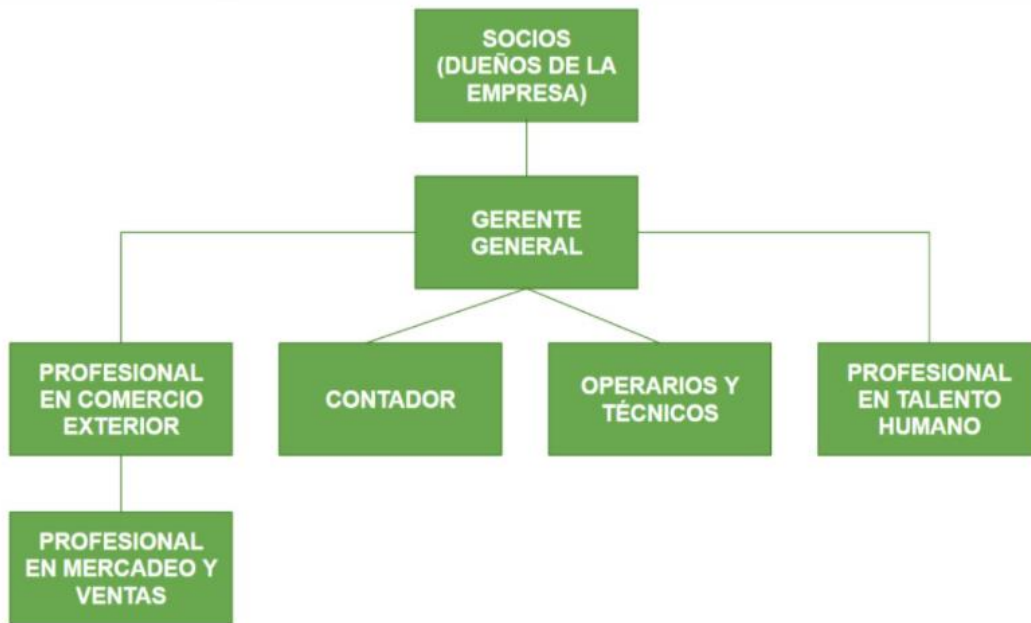 SOCIOS
(DUEÑOS DE LA
EMPRESA)
GERENTE
GENERAL
PROFESIONAL
EN COMERCIO
EXTERIOR
CONTADOR
OPERARIOS Y
TÉCNICOS
PROFESIONAL
EN TALENTO
HUMANO
PROFESIONAL
EN MERCADEO Y
VENTAS